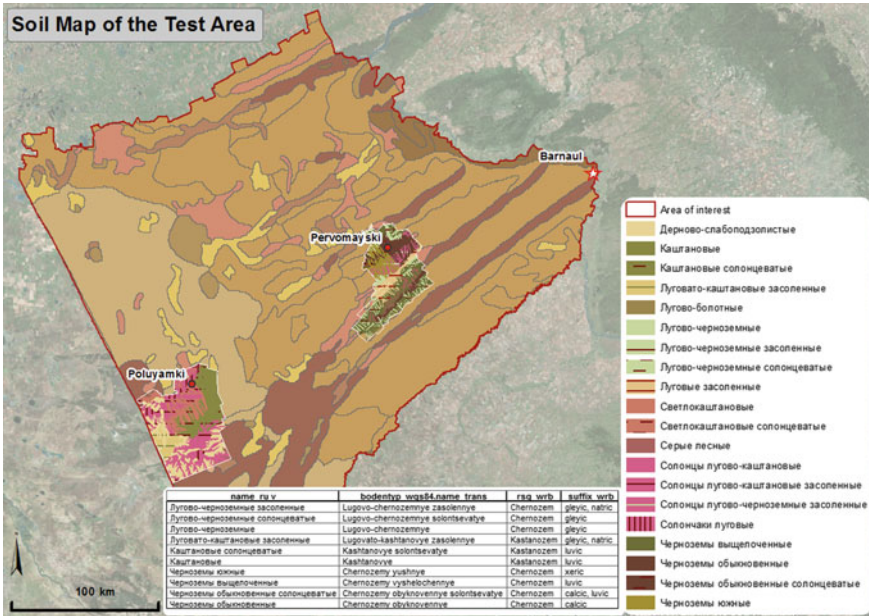 Soil Map of the Test Area
Barnaul
Pervomayski
Poluyamki
Area of interest
Дерново-слабоподзолистые
Каштановые
Каштановые солонцеватые
Луговато-каштановые засоленные
Лугово-болотные
Лугово-черноземные
Лугово-черноземные засоленные
Лугово-черноземные солонцеватые
Луговые засоленные
Светлокаштановые
Светлокаштановые солонцеватые
Серые лесные
Солонцы лугово-каштановые
Солонцы лугово-каштановые засоленные
Солонцы лугово-черноземные засоленные
Солончаки луговые
Черноземы выщелоченные
Черноземы обыкновенные
Черноземы обыкновенные солонцеватые
Черноземы южные
name_ru_v bodentyp_wgs84.name_trans rsg_wrb suffix_wrb
Лугово-черноземные засоленные Lugovo-chernozemnye zasolennye Chernozem gleyic, natric
Лугово-черноземные солонцеватые Lugovo-chernozemnye solontsevatye Chernozem gleyic
Лугово-черноземные Lugovo-chernozemnye Chernozem gleyic
Луговато-каштановые засоленные Lugovato-kashtanovye zasolennye Kastanozem gleyic, natric
Каштановые солонцеватые Kashtanovye solontsevatye Kastanozem luvic
Каштановые Kashtanovye Kastanozem luvic
Черноземы южные Chernozemy yushnye Chernozem xeric
Черноземы выщелоченные Chernozemy vyshelochennye Chernozem luvic
Черноземы обыкновенные солонцеватые Chernozemy obyknovennye solontsevatye Chernozem calcic, luvic
Черноземы обыкновенные Chernozemy obyknovennye Chernozem calcic
100 km